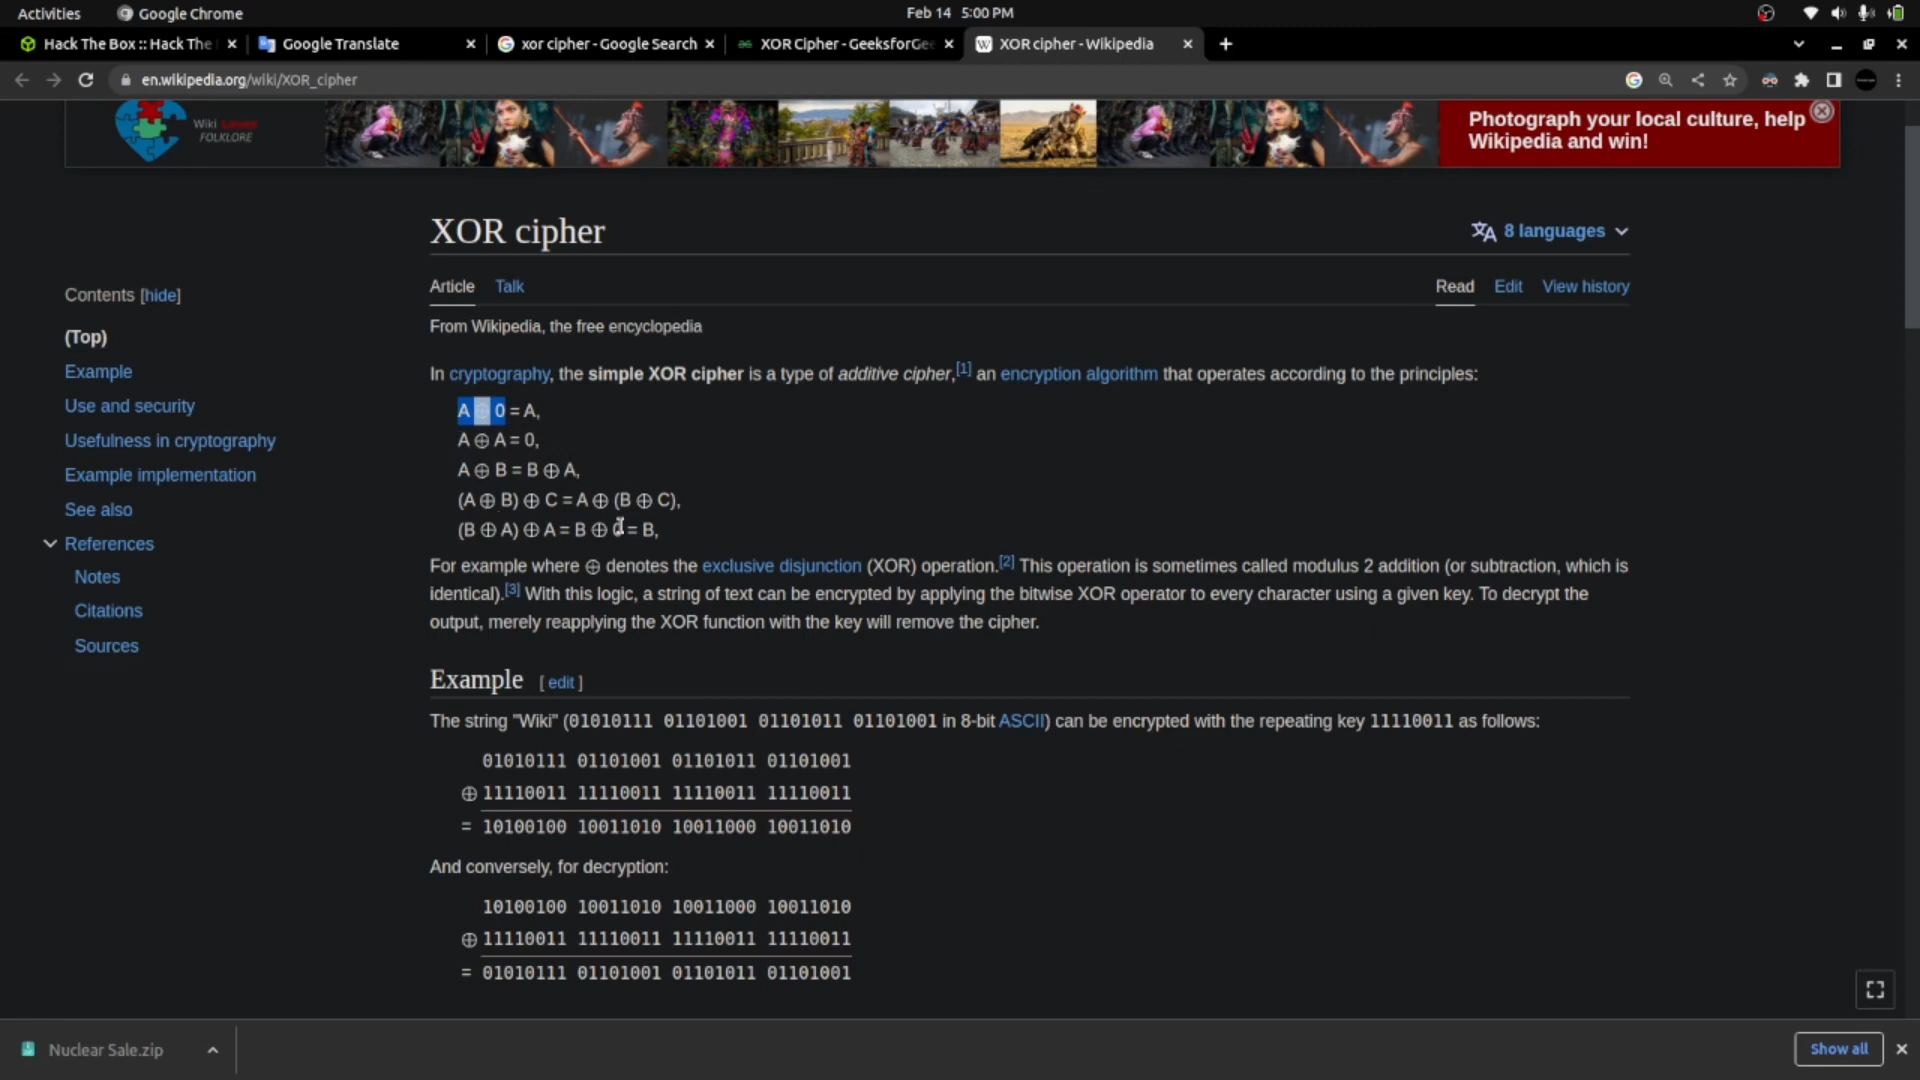 Activities Google Chrome Feb 14 5:00 PM
Hack The Box :: Hack The Google Translate xor cipher - Google Search XOR Cipher - GeeksforGee XOR cipher - Wikipedia
en.wikipedia.org/wiki/XOR_cipher
Wiki Loves
FOLKLORE
Photograph your local culture, help
Wikipedia and win!
XOR cipher
8 languages
Article Talk Read Edit View history
From Wikipedia, the free encyclopedia
Contents [hide]
(Top)
Example
Use and security
Usefulness in cryptography
Example implementation
See also
References
Notes
Citations
Sources
In cryptography, the simple XOR cipher is a type of additive cipher,[1] an encryption algorithm that operates according to the principles:
A ⊕ 0 = A,
A ⊕ A = 0,
A ⊕ B = B ⊕ A,
(A ⊕ B) ⊕ C = A ⊕ (B ⊕ C),
(B ⊕ A) ⊕ A = B ⊕ 0 = B,
For example where ⊕ denotes the exclusive disjunction (XOR) operation.[2] This operation is sometimes called modulus 2 addition (or subtraction, which is
identical).[3] With this logic, a string of text can be encrypted by applying the bitwise XOR operator to every character using a given key. To decrypt the
output, merely reapplying the XOR function with the key will remove the cipher.
Example [ edit ]
The string "Wiki" (01010111 01101001 01101011 01101001 in 8-bit ASCII) can be encrypted with the repeating key 11110011 as follows:
01010111 01101001 01101011 01101001
⊕ 11110011 11110011 11110011 11110011
= 10100100 10011010 10011000 10011010
And conversely, for decryption:
10100100 10011010 10011000 10011010
⊕ 11110011 11110011 11110011 11110011
= 01010111 01101001 01101011 01101001
Nuclear Sale.zip
Show all